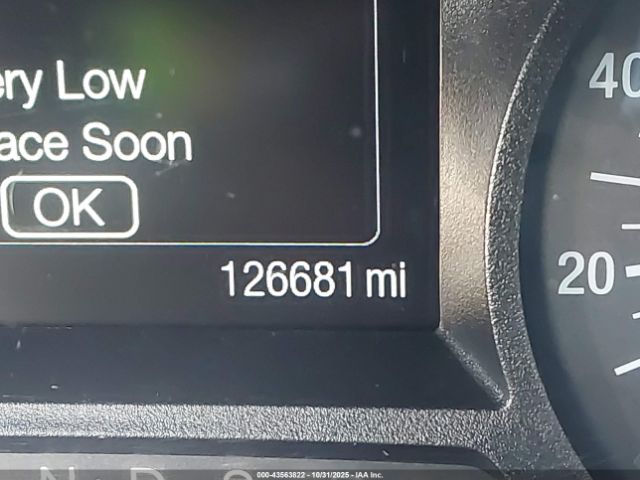 ery Low
ace Soon
OK
126681 mi
40
20
N D S
000-43563822 - 10/31/2025 - IAA Inc.